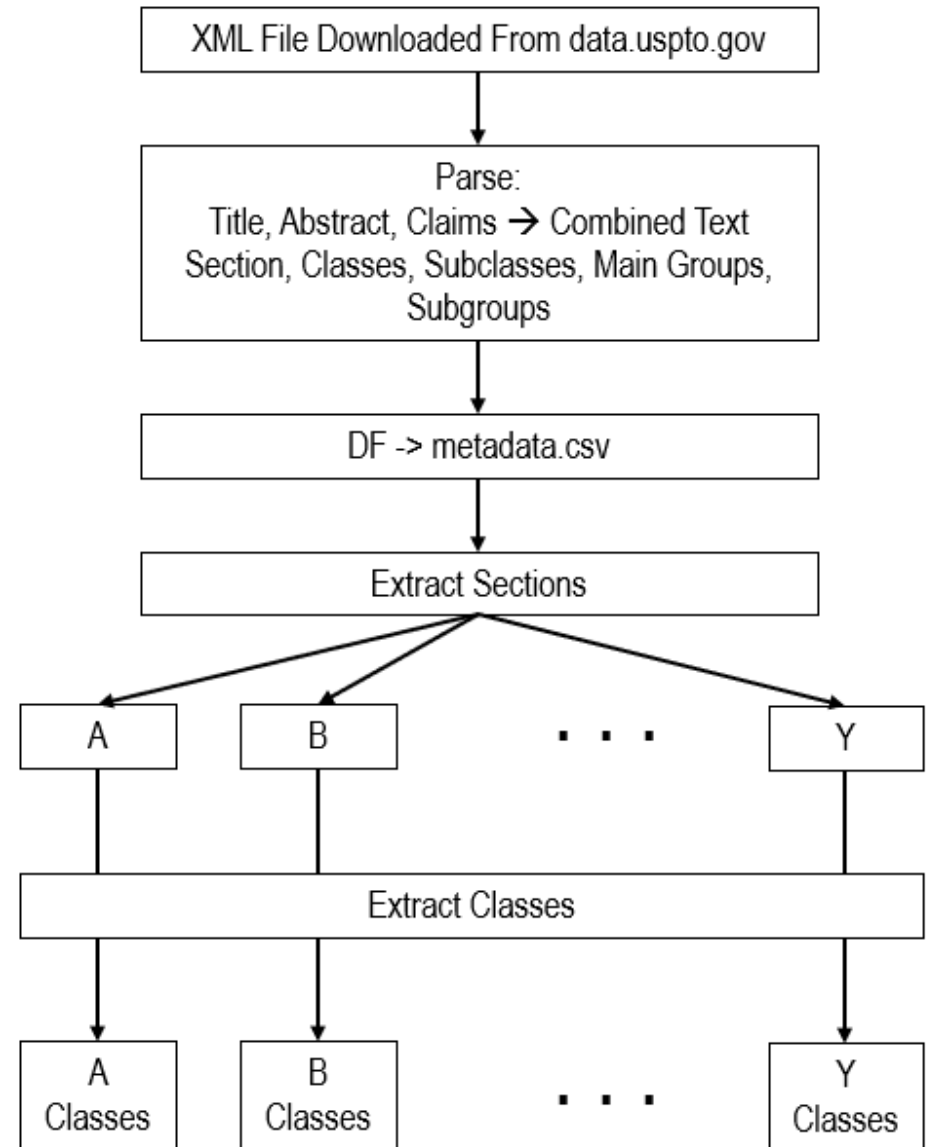 XML File Downloaded From data.uspto.gov
Parse:
Title, Abstract, Claims → Combined Text
Section, Classes, Subclasses, Main Groups,
Subgroups
DF -> metadata.csv
Extract Sections
A
B
. . .
Y
Extract Classes
A
Classes
B
Classes
. . .
Y
Classes